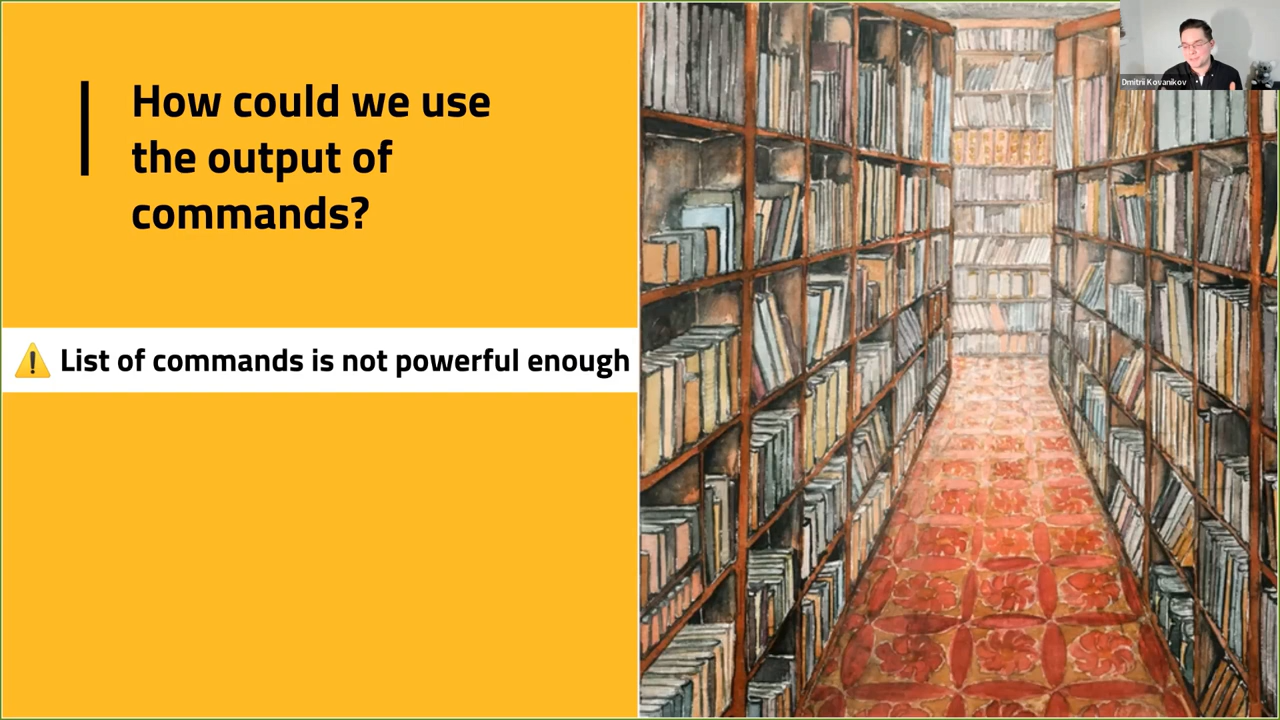 How could we use
the output of
commands?
⚠️ List of commands is not powerful enough
Dmitrii Kovanikov